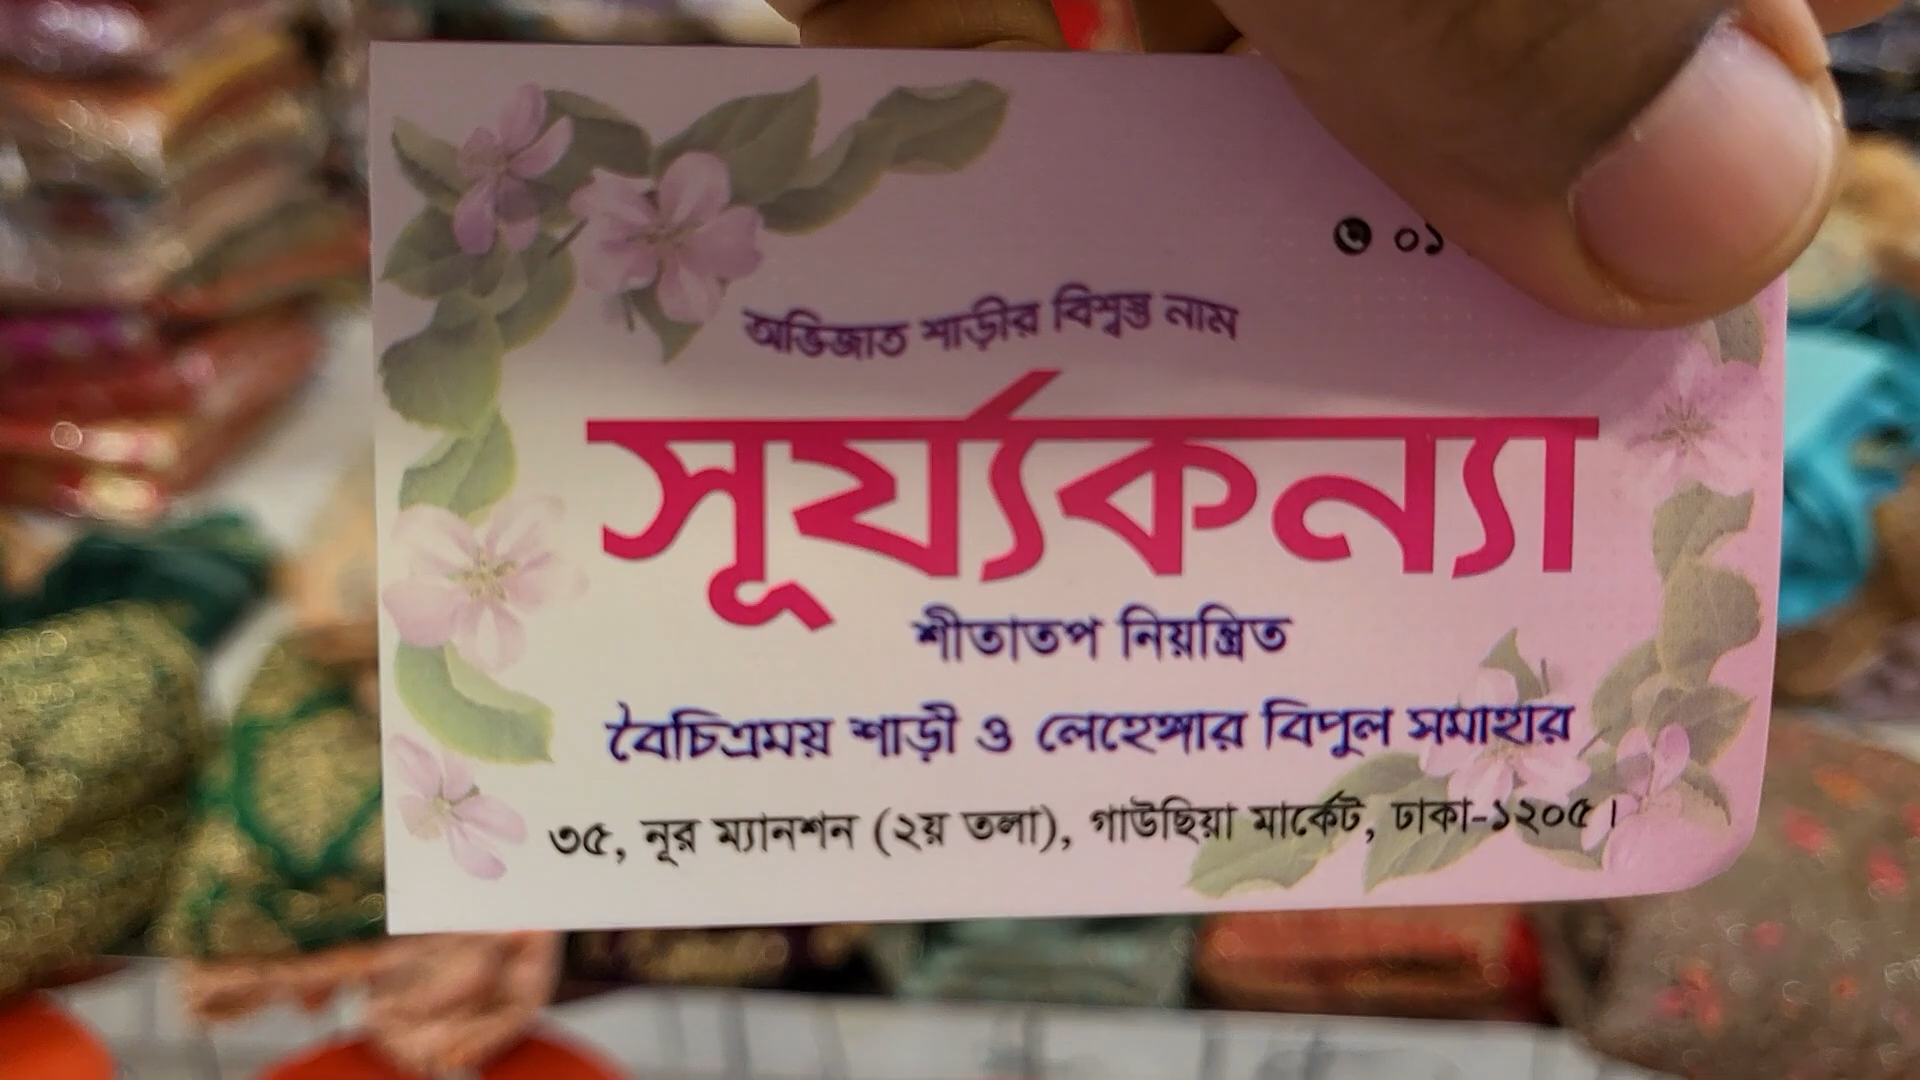 ০১
অভিজাত শাড়ীর বিশ্বস্ত নাম
সূর্য্যকন্যা
শীতাতপ নিয়ন্ত্রিত
বৈচিত্রময় শাড়ী ও লেহেঙ্গার বিপুল সমাহার
৩৫, নূর ম্যানশন (২য় তলা), গাউছিয়া মার্কেট, ঢাকা-১২০৫।